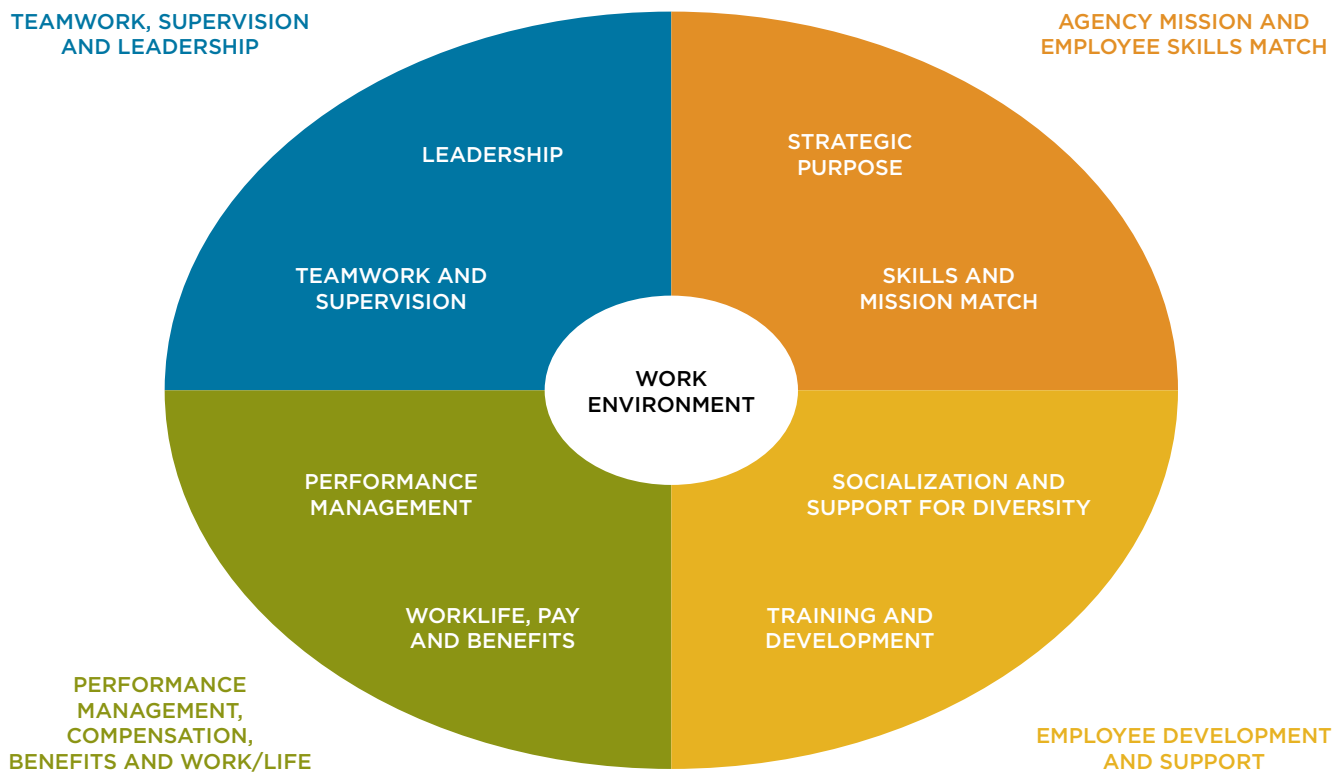 TEAMWORK, SUPERVISION
AND LEADERSHIP
AGENCY MISSION AND
EMPLOYEE SKILLS MATCH
LEADERSHIP
STRATEGIC
PURPOSE
TEAMWORK AND
SUPERVISION
SKILLS AND
MISSION MATCH
WORK
ENVIRONMENT
PERFORMANCE
MANAGEMENT
SOCIALIZATION AND
SUPPORT FOR DIVERSITY
WORKLIFE, PAY
AND BENEFITS
TRAINING AND
DEVELOPMENT
PERFORMANCE
MANAGEMENT,
COMPENSATION,
BENEFITS AND WORK/LIFE
EMPLOYEE DEVELOPMENT
AND SUPPORT